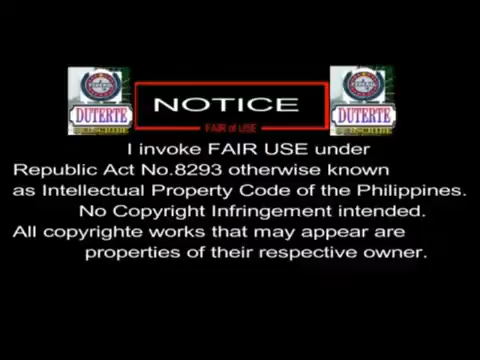 DUTERTE
SUBSCRIBE
NOTICE
FAIR of USE
DUTERTE
SUBSCRIBE
I invoke FAIR USE under
Republic Act No.8293 otherwise known
as Intellectual Property Code of the Philippines.
No Copyright Infringement intended.
All copyrighte works that may appear are
properties of their respective owner.